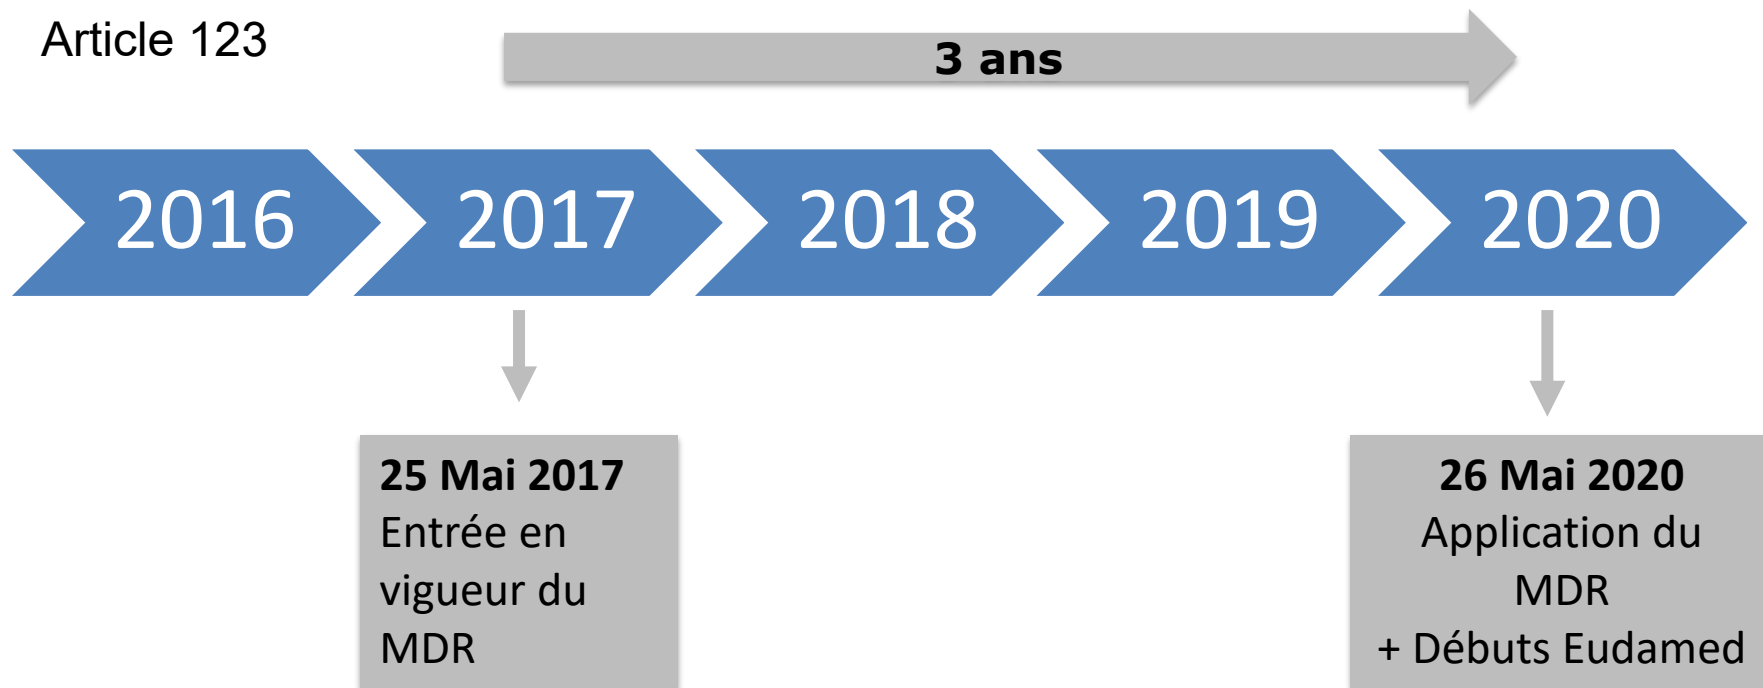 Article 123
3 ans
2016
2017
2018
2019
2020
25 Mai 2017
Entrée en
vigueur du
MDR
26 Mai 2020
Application du
MDR
+ Débuts Eudamed